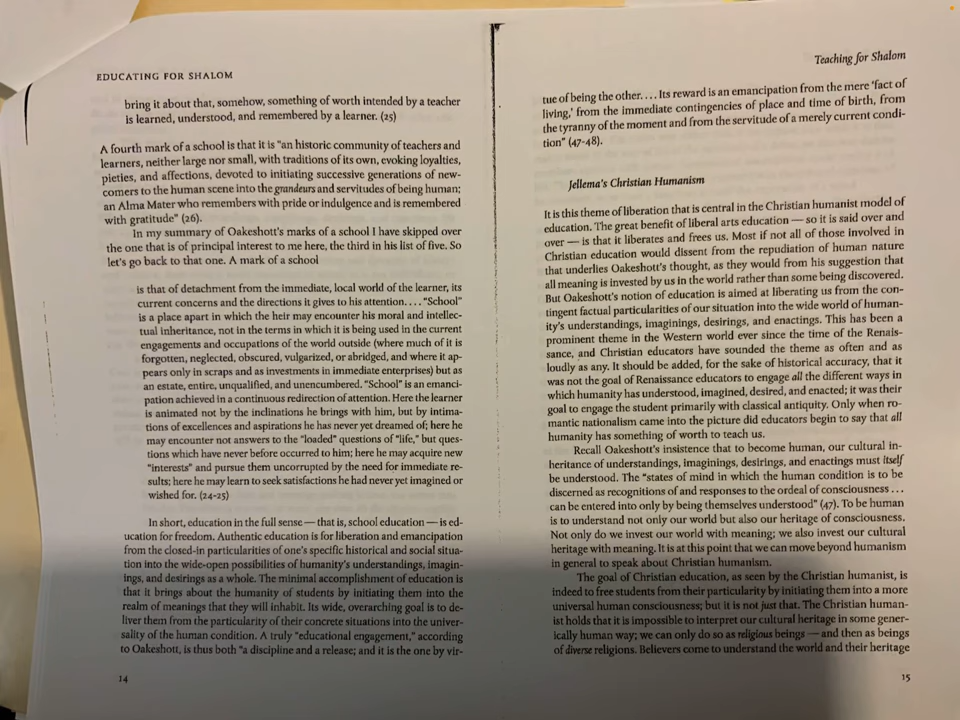 EDUCATING FOR SHALOM
bring it about that, somehow, something of worth intended by a teacher
is learned, understood, and remembered by a learner. (25)
A fourth mark of a school is that it is "an historic community of teachers and
learners, neither large nor small, with traditions of its own, evoking loyalties,
pieties, and affections, devoted to initiating successive generations of new-
comers to the human scene into the grandeurs and servitudes of being human;
an Alma Mater who remembers with pride or indulgence and is remembered
with gratitude" (26).
In my summary of Oakeshott's marks of a school I have skipped over
the one that is of principal interest to me here, the third in his list of five. So
let's go back to that one. A mark of a school
is that of detachment from the immediate, local world of the learner, its
current concerns and the directions it gives to his attention.... "School"
is a place apart in which the heir may encounter his moral and intellec-
tual inheritance, not in the terms in which it is being used in the current
engagements and occupations of the world outside (where much of it is
forgotten, neglected, obscured, vulgarized, or abridged, and where it ap-
pears only in scraps and as investments in immediate enterprises) but as
an estate, entire, unqualified, and unencumbered. "School" is an emanci-
pation achieved in a continuous redirection of attention. Here the learner
is animated not by the inclinations he brings with him, but by intima-
tions of excellences and aspirations he has never yet dreamed of; here he
may encounter not answers to the "loaded" questions of "life," but ques-
tions which have never before occurred to him; here he may acquire new
"interests" and pursue them uncorrupted by the need for immediate re-
sults; here he may learn to seek satisfactions he had never yet imagined or
wished for. (24-25)
In short, education in the full sense — that is, school education — is ed-
ucation for freedom. Authentic education is for liberation and emancipation
from the closed-in particularities of one's specific historical and social situa-
tion into the wide-open possibilities of humanity's understandings, imagin-
ings, and desirings as a whole. The minimal accomplishment of education is
that it brings about the humanity of students by initiating them into the
realm of meanings that they will inhabit. Its wide, overarching goal is to de-
liver them from the particularity of their concrete situations into the univer-
sality of the human condition. A truly "educational engagement," according
to Oakeshott, is thus both "a discipline and a release; and it is the one by vir-
14
Teaching for Shalom
tue of being the other.... Its reward is an emancipation from the mere 'fact of
living,' from the immediate contingencies of place and time of birth, from
the tyranny of the moment and from the servitude of a merely current condi-
tion" (47-48).
Jellema's Christian Humanism
It is this theme of liberation that is central in the Christian humanist model of
education. The great benefit of liberal arts education — so it is said over and
over — is that it liberates and frees us. Most if not all of those involved in
Christian education would dissent from the repudiation of human nature
that underlies Oakeshott's thought, as they would from his suggestion that
all meaning is invested by us in the world rather than some being discovered.
But Oakeshott's notion of education is aimed at liberating us from the con-
tingent factual particularities of our situation into the wide world of human-
ity's understandings, imaginings, desirings, and enactings. This has been a
prominent theme in the Western world ever since the time of the Renais-
sance, and Christian educators have sounded the theme as often and as
loudly as any. It should be added, for the sake of historical accuracy, that it
was not the goal of Renaissance educators to engage all the different ways in
which humanity has understood, imagined, desired, and enacted; it was their
goal to engage the student primarily with classical antiquity. Only when ro-
mantic nationalism came into the picture did educators begin to say that all
humanity has something of worth to teach us.
Recall Oakeshott's insistence that to become human, our cultural in-
heritance of understandings, imaginings, desirings, and enactings must itself
be understood. The "states of mind in which the human condition is to be
discerned as recognitions of and responses to the ordeal of consciousness ...
can be entered into only by being themselves understood" (47). To be human
is to understand not only our world but also our heritage of consciousness.
Not only do we invest our world with meaning; we also invest our cultural
heritage with meaning. It is at this point that we can move beyond humanism
in general to speak about Christian humanism.
The goal of Christian education, as seen by the Christian humanist, is
indeed to free students from their particularity by initiating them into a more
universal human consciousness; but it is not just that. The Christian human-
ist holds that it is impossible to interpret our cultural heritage in some gener-
ically human way; we can only do so as religious beings — and then as beings
of diverse religions. Believers come to understand the world and their heritage
15